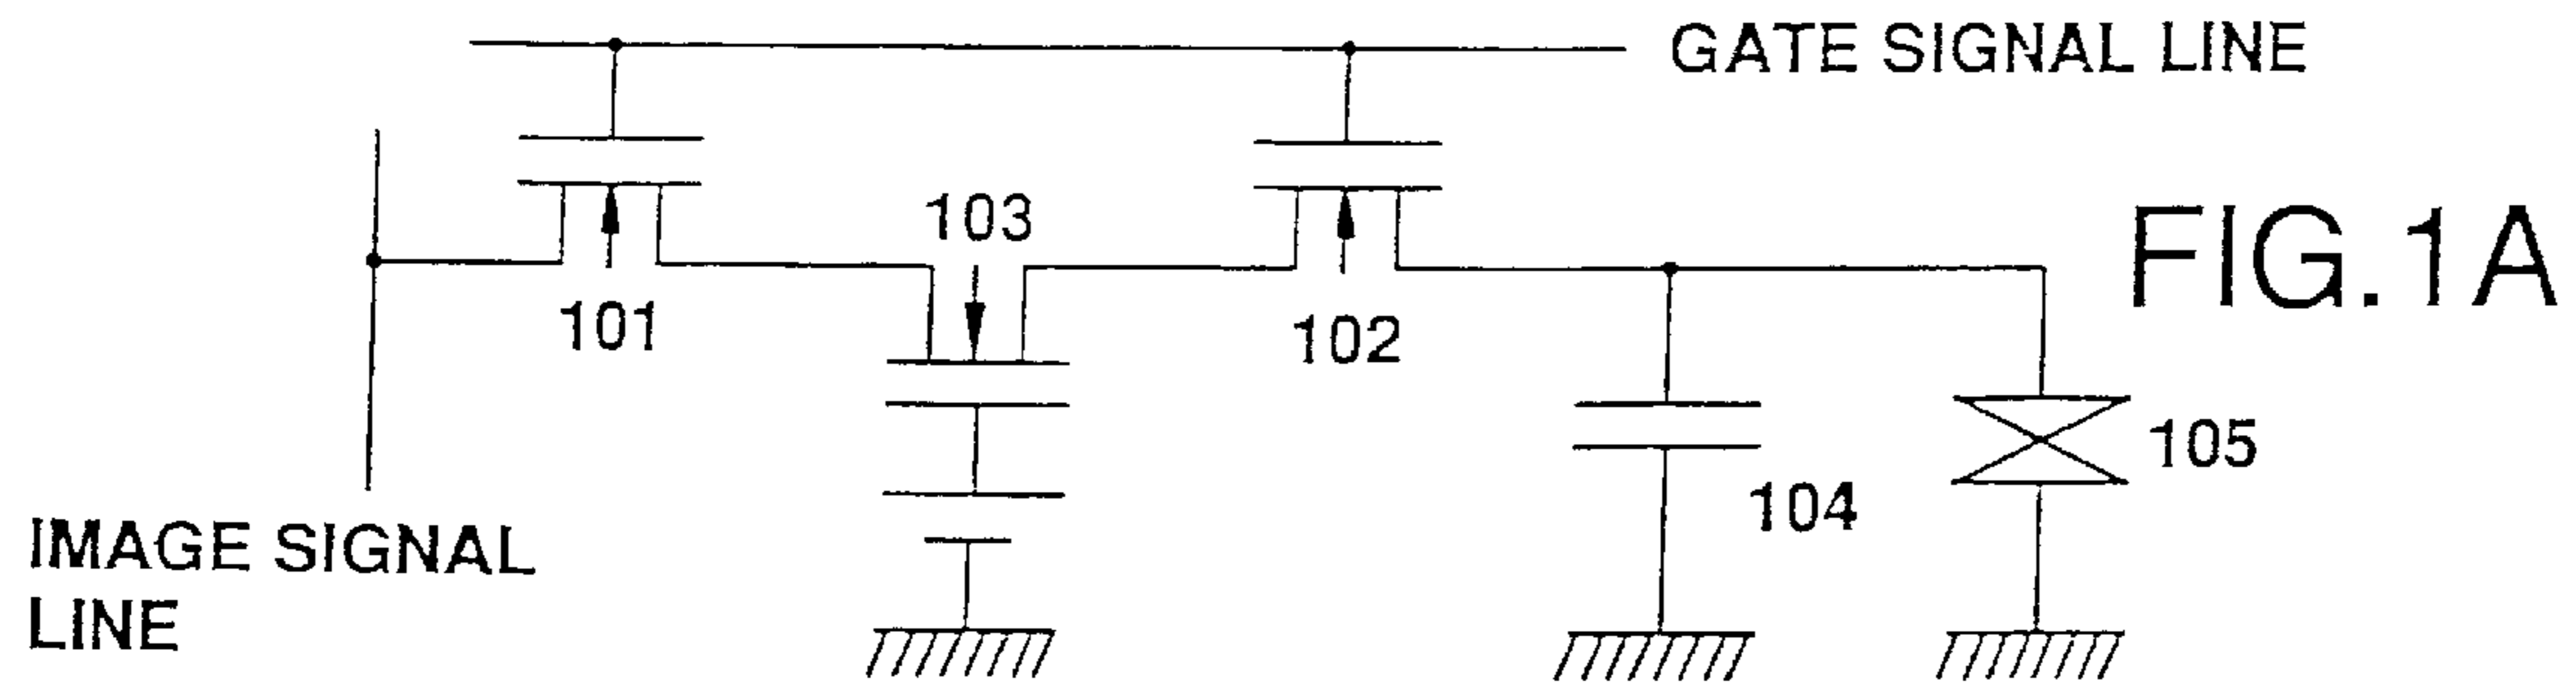 GATE SIGNAL LINE
103
FIG.1A
101
102
105
104
IMAGE SIGNAL
LINE